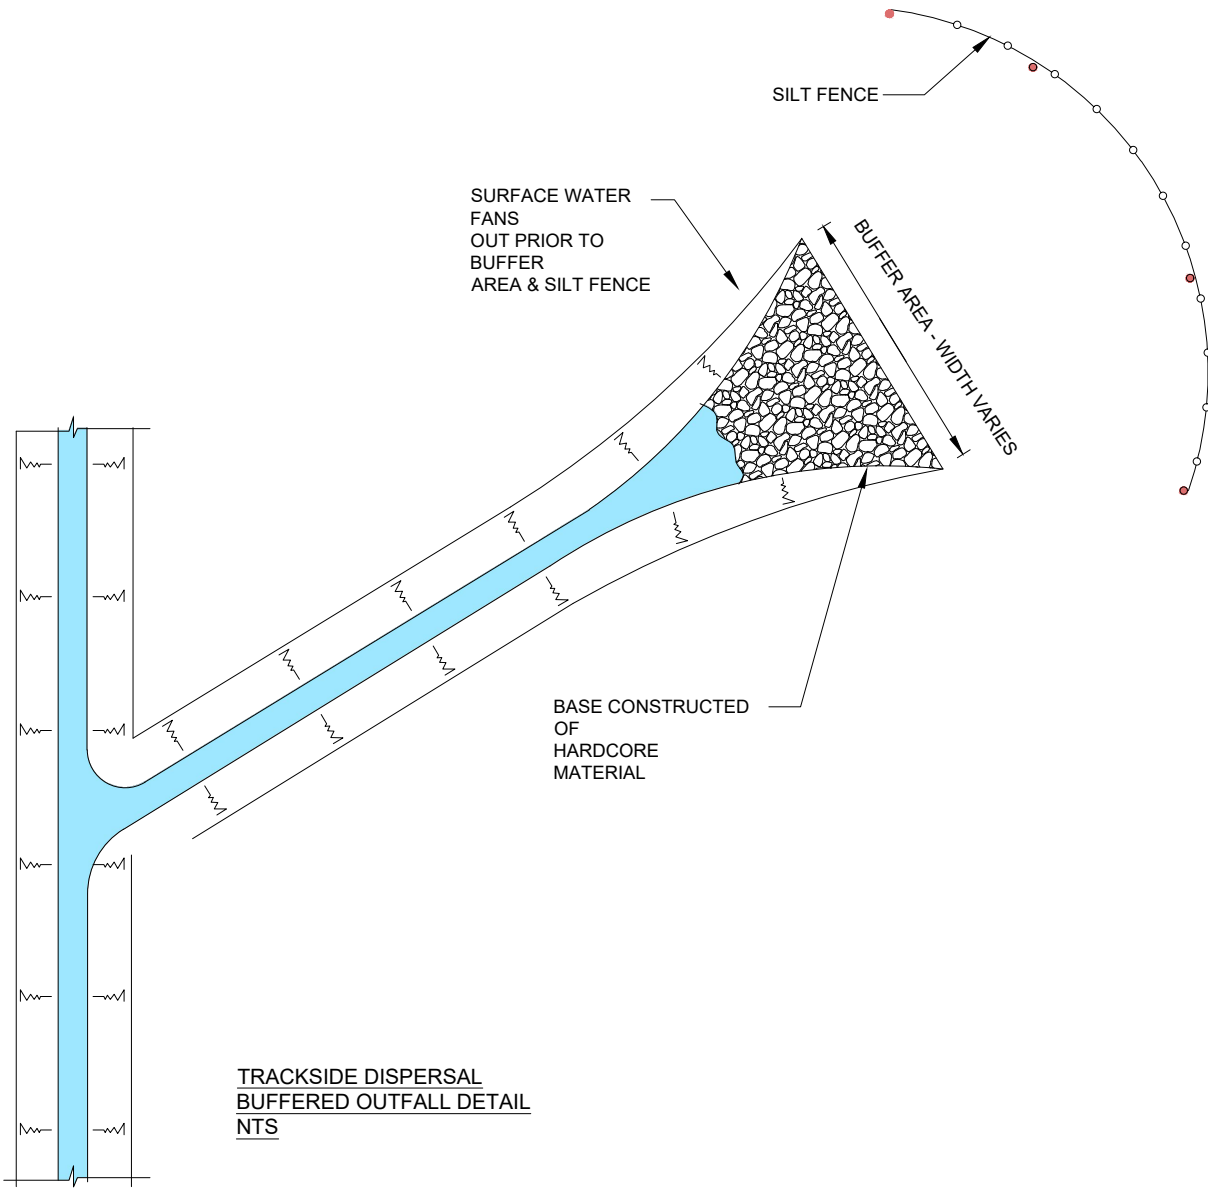 SILT FENCE
SURFACE WATER
FANS
OUT PRIOR TO
BUFFER
AREA & SILT FENCE
BUFFER AREA - WIDTH VARIES
BASE CONSTRUCTED
OF
HARDCORE
MATERIAL
TRACKSIDE DISPERSAL
BUFFERED OUTFALL DETAIL
NTS